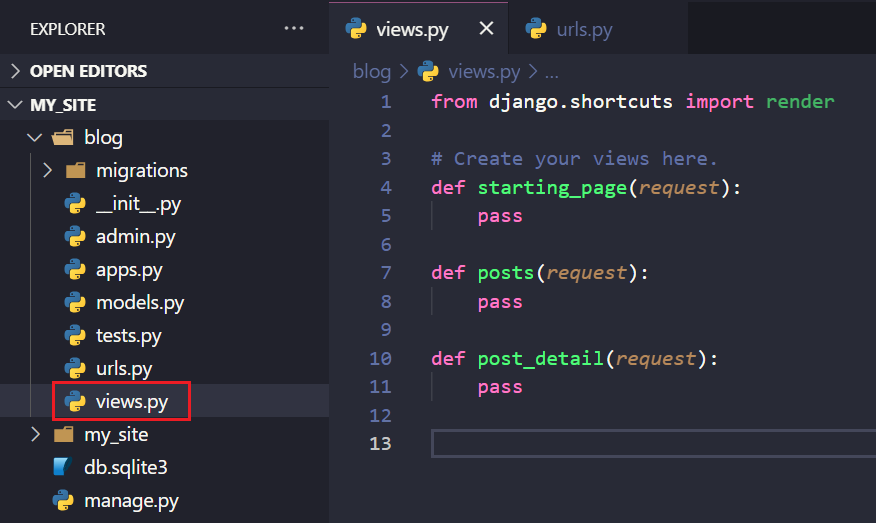 EXPLORER ...
OPEN EDITORS
MY_SITE
blog
migrations
__init__.py
admin.py
apps.py
models.py
tests.py
urls.py
views.py
my_site
db.sqlite3
manage.py
views.py urls.py
blog > views.py > ...
1 from django.shortcuts import render
2
3 # Create your views here.
4 def starting_page(request):
5 pass
6
7 def posts(request):
8 pass
9
10 def post_detail(request):
11 pass
12
13